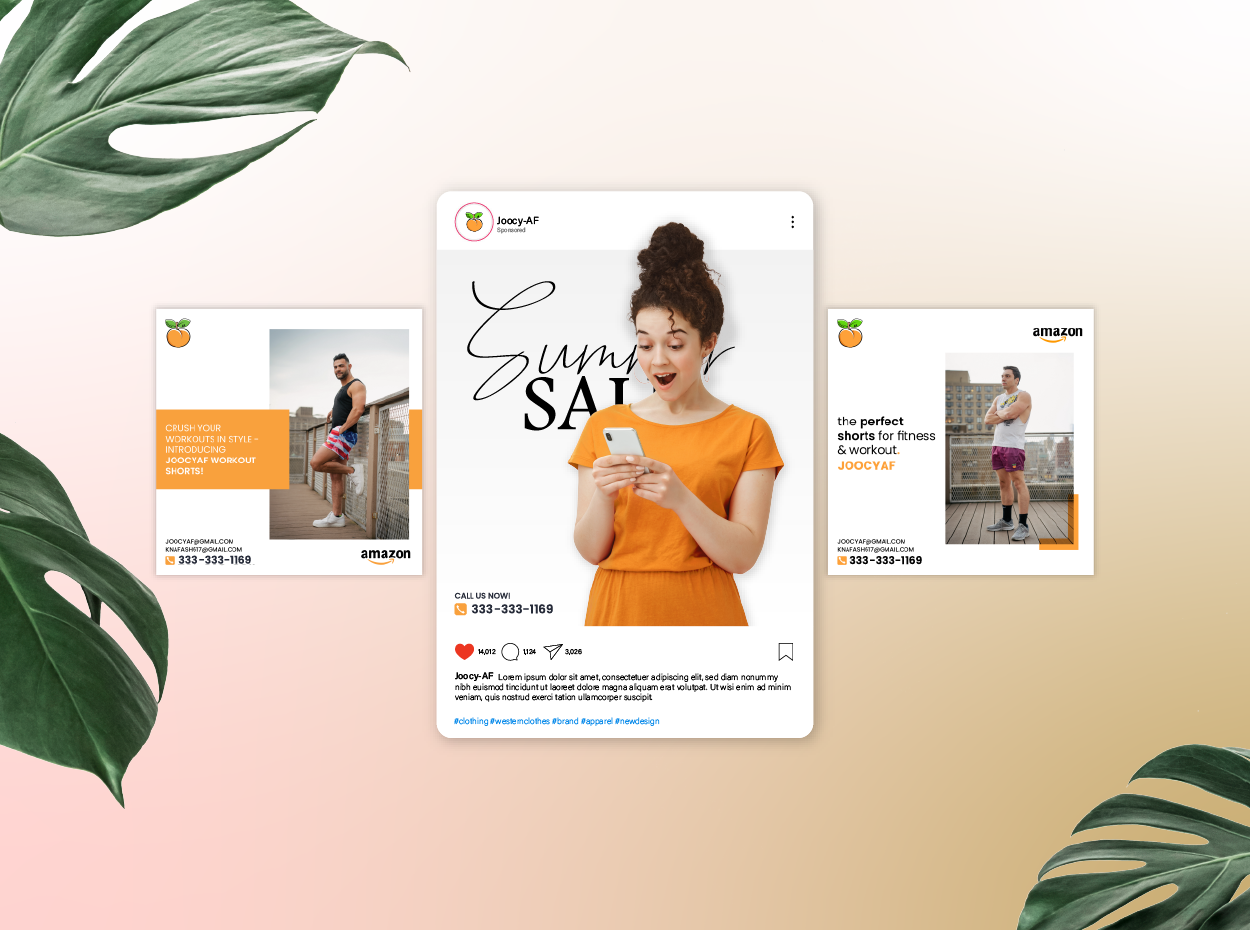 Joocy-AF
Sponsored
Summer
SAL
CALL US NOW!
333-333-1169
14,012 1,124 3,026
Joocy-AF Lorem ipsum dolor sit amet, consectetuer adipiscing elit, sed diam nonummy
nibh euismod tincidunt ut laoreet dolore magna aliquam erat volutpat. Ut wisi enim ad minim
veniam, quis nostrud exerci tation ullamcorper suscipit
#clothing #westernclothes #brand #apparel #newdesign
CRUSH YOUR
WORKOUTS IN STYLE -
INTRODUCING
JOOCYAF WORKOUT
SHORTS!
JOOCYAF@GMAIL.COM
KNAFASH617@GMAIL.COM
333-333-1169
amazon
amazon
the perfect
shorts for fitness
& workout.
JOOCYAF
JOOCYAF@GMAIL.COM
KNAFASH617@GMAIL.COM
333-333-1169